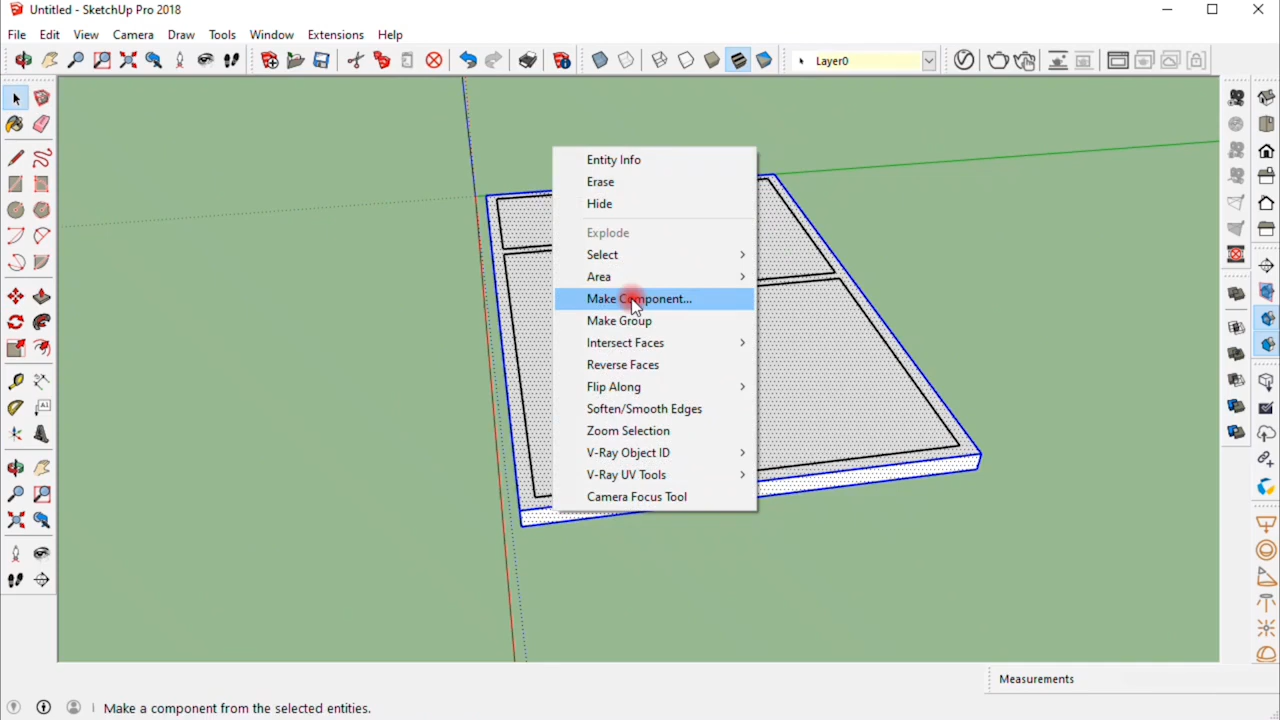 Untitled - SketchUp Pro 2018
File Edit View Camera Draw Tools Window Extensions Help
Layer0
Entity Info
Erase
Hide
Explode
Select
Area
Make Component...
Make Group
Intersect Faces
Reverse Faces
Flip Along
Soften/Smooth Edges
Zoom Selection
V-Ray Object ID
V-Ray UV Tools
Camera Focus Tool
A1
Measurements
Make a component from the selected entities.